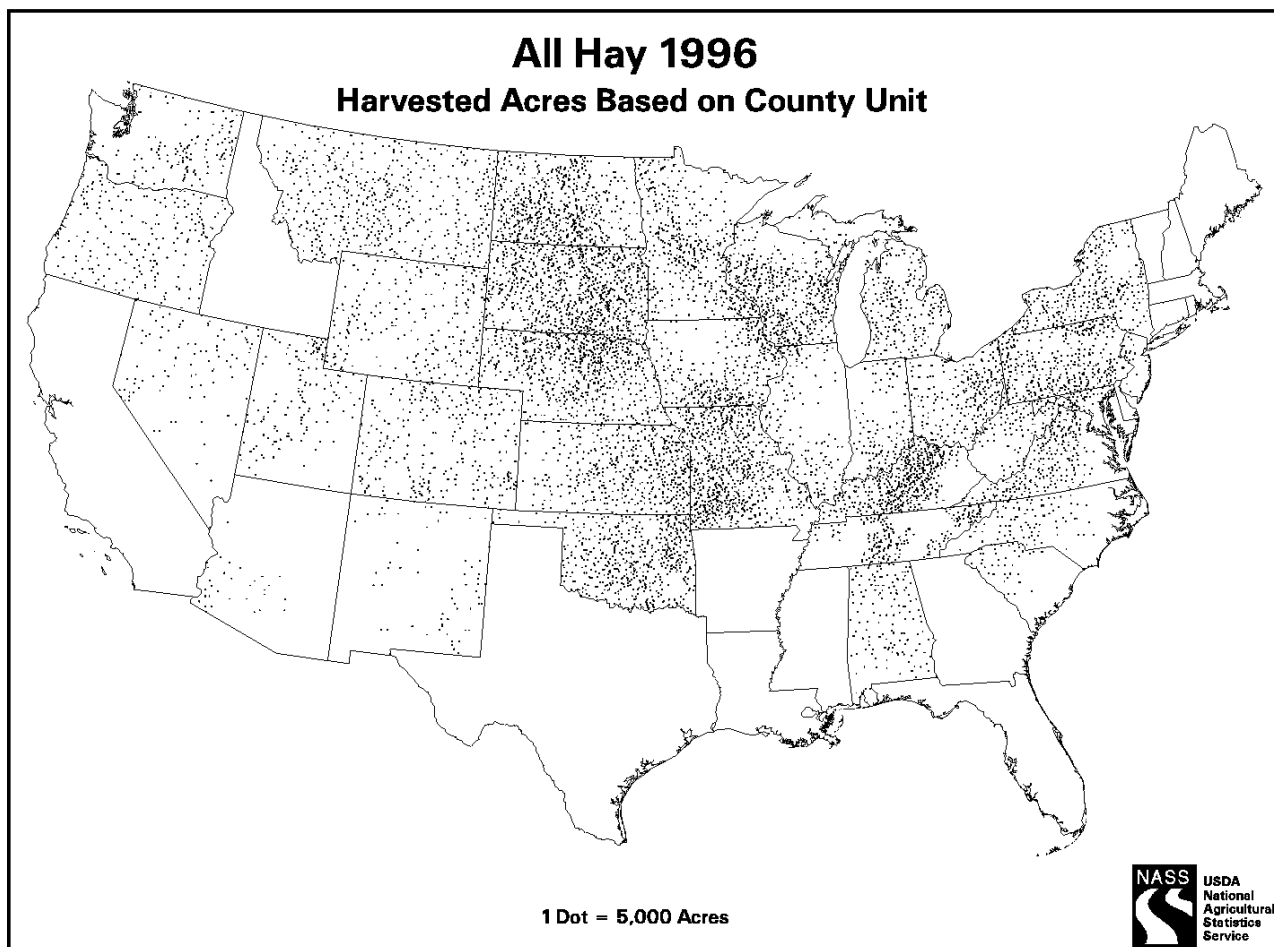 All Hay 1996
Harvested Acres Based on County Unit
1 Dot = 5,000 Acres
NASS
USDA
National
Agricultural
Statistics
Service